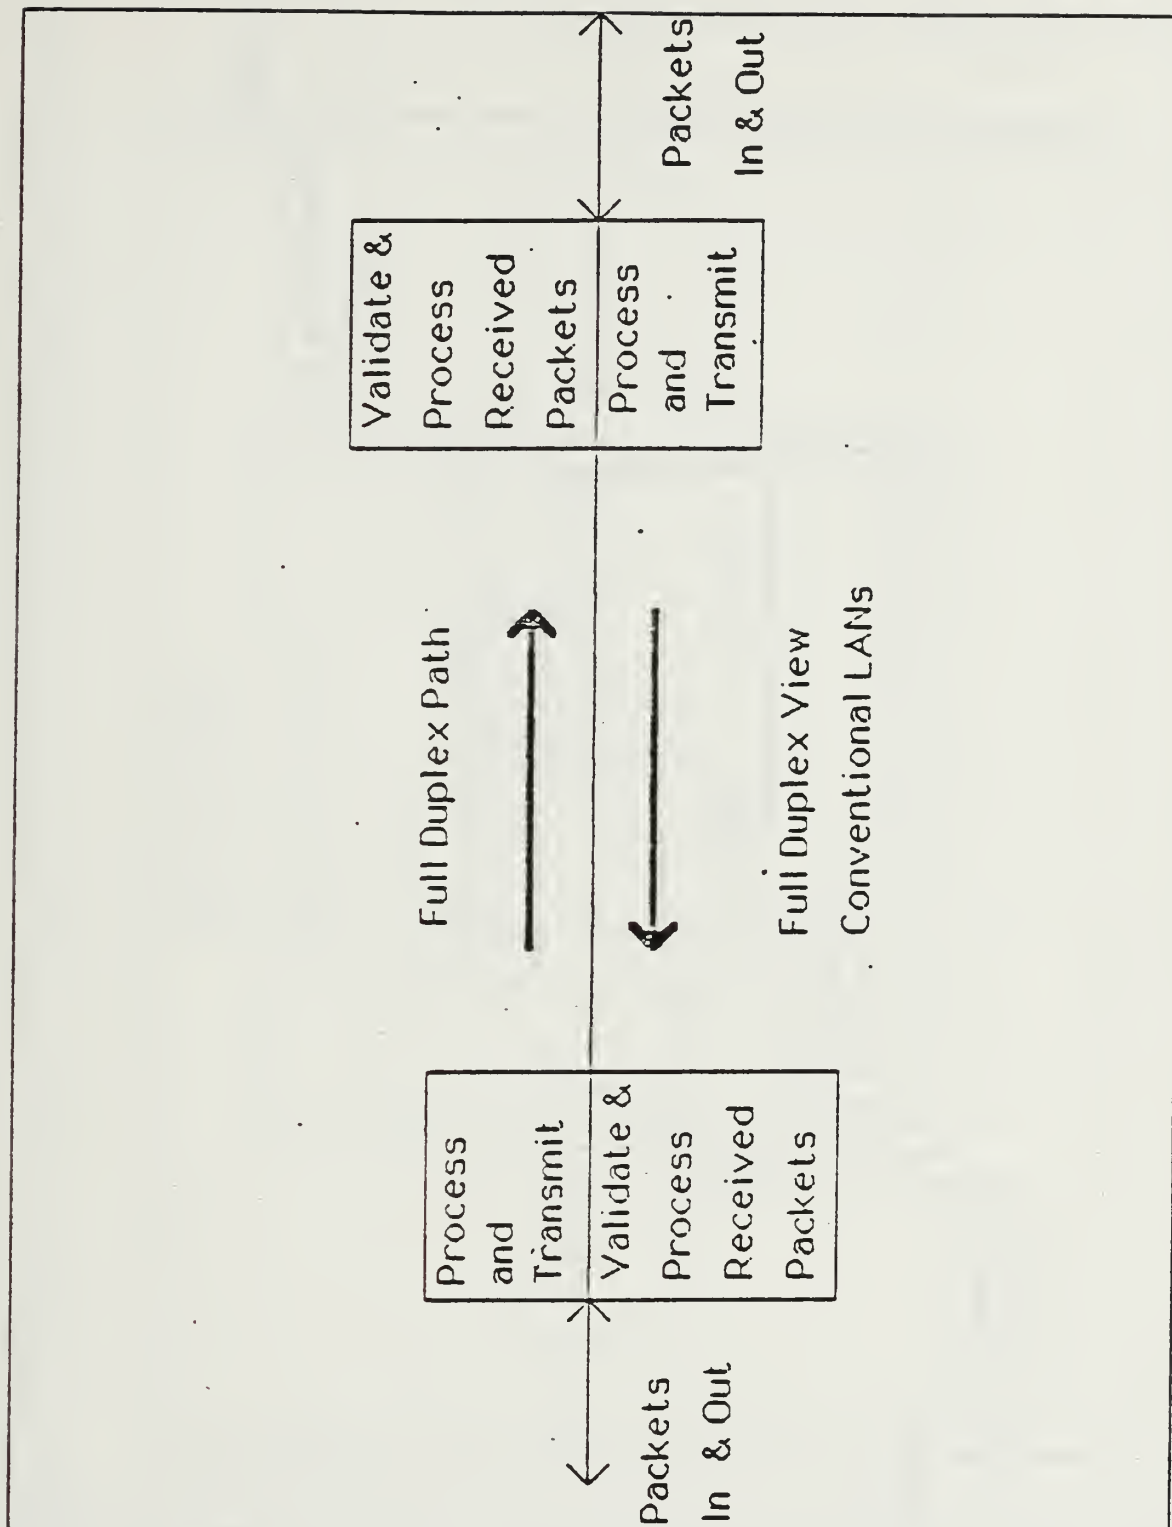 Process
and
Transmit
Validate &
Process
Received
Packets
Packets
In & Out
Full Duplex Path
Full Duplex View
Conventional LANs
Validate &
Process
Received
Packets
Process
and
Transmit
Packets
In & Out